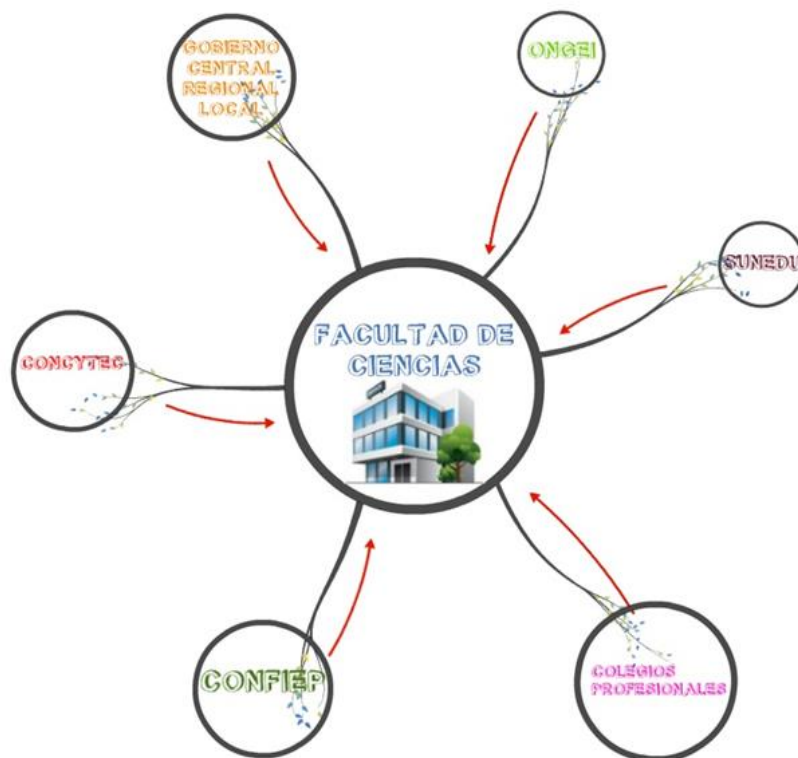 GOBIERNO
CENTRAL
REGIONAL
LOCAL
ONGEI
SUNEDU
FACULTAD DE
CIENCIAS
CONCYTEC
CONFIEP
COLEGIOS
PROFESIONALES